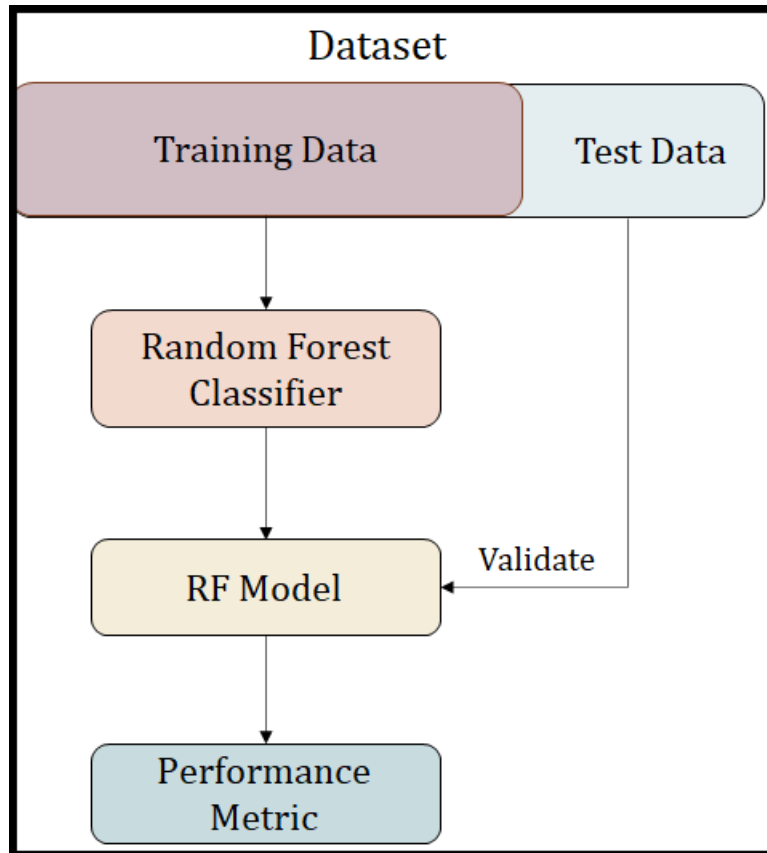 Dataset
Training Data
Test Data
Random Forest
Classifier
Validate
RF Model
Performance
Metric